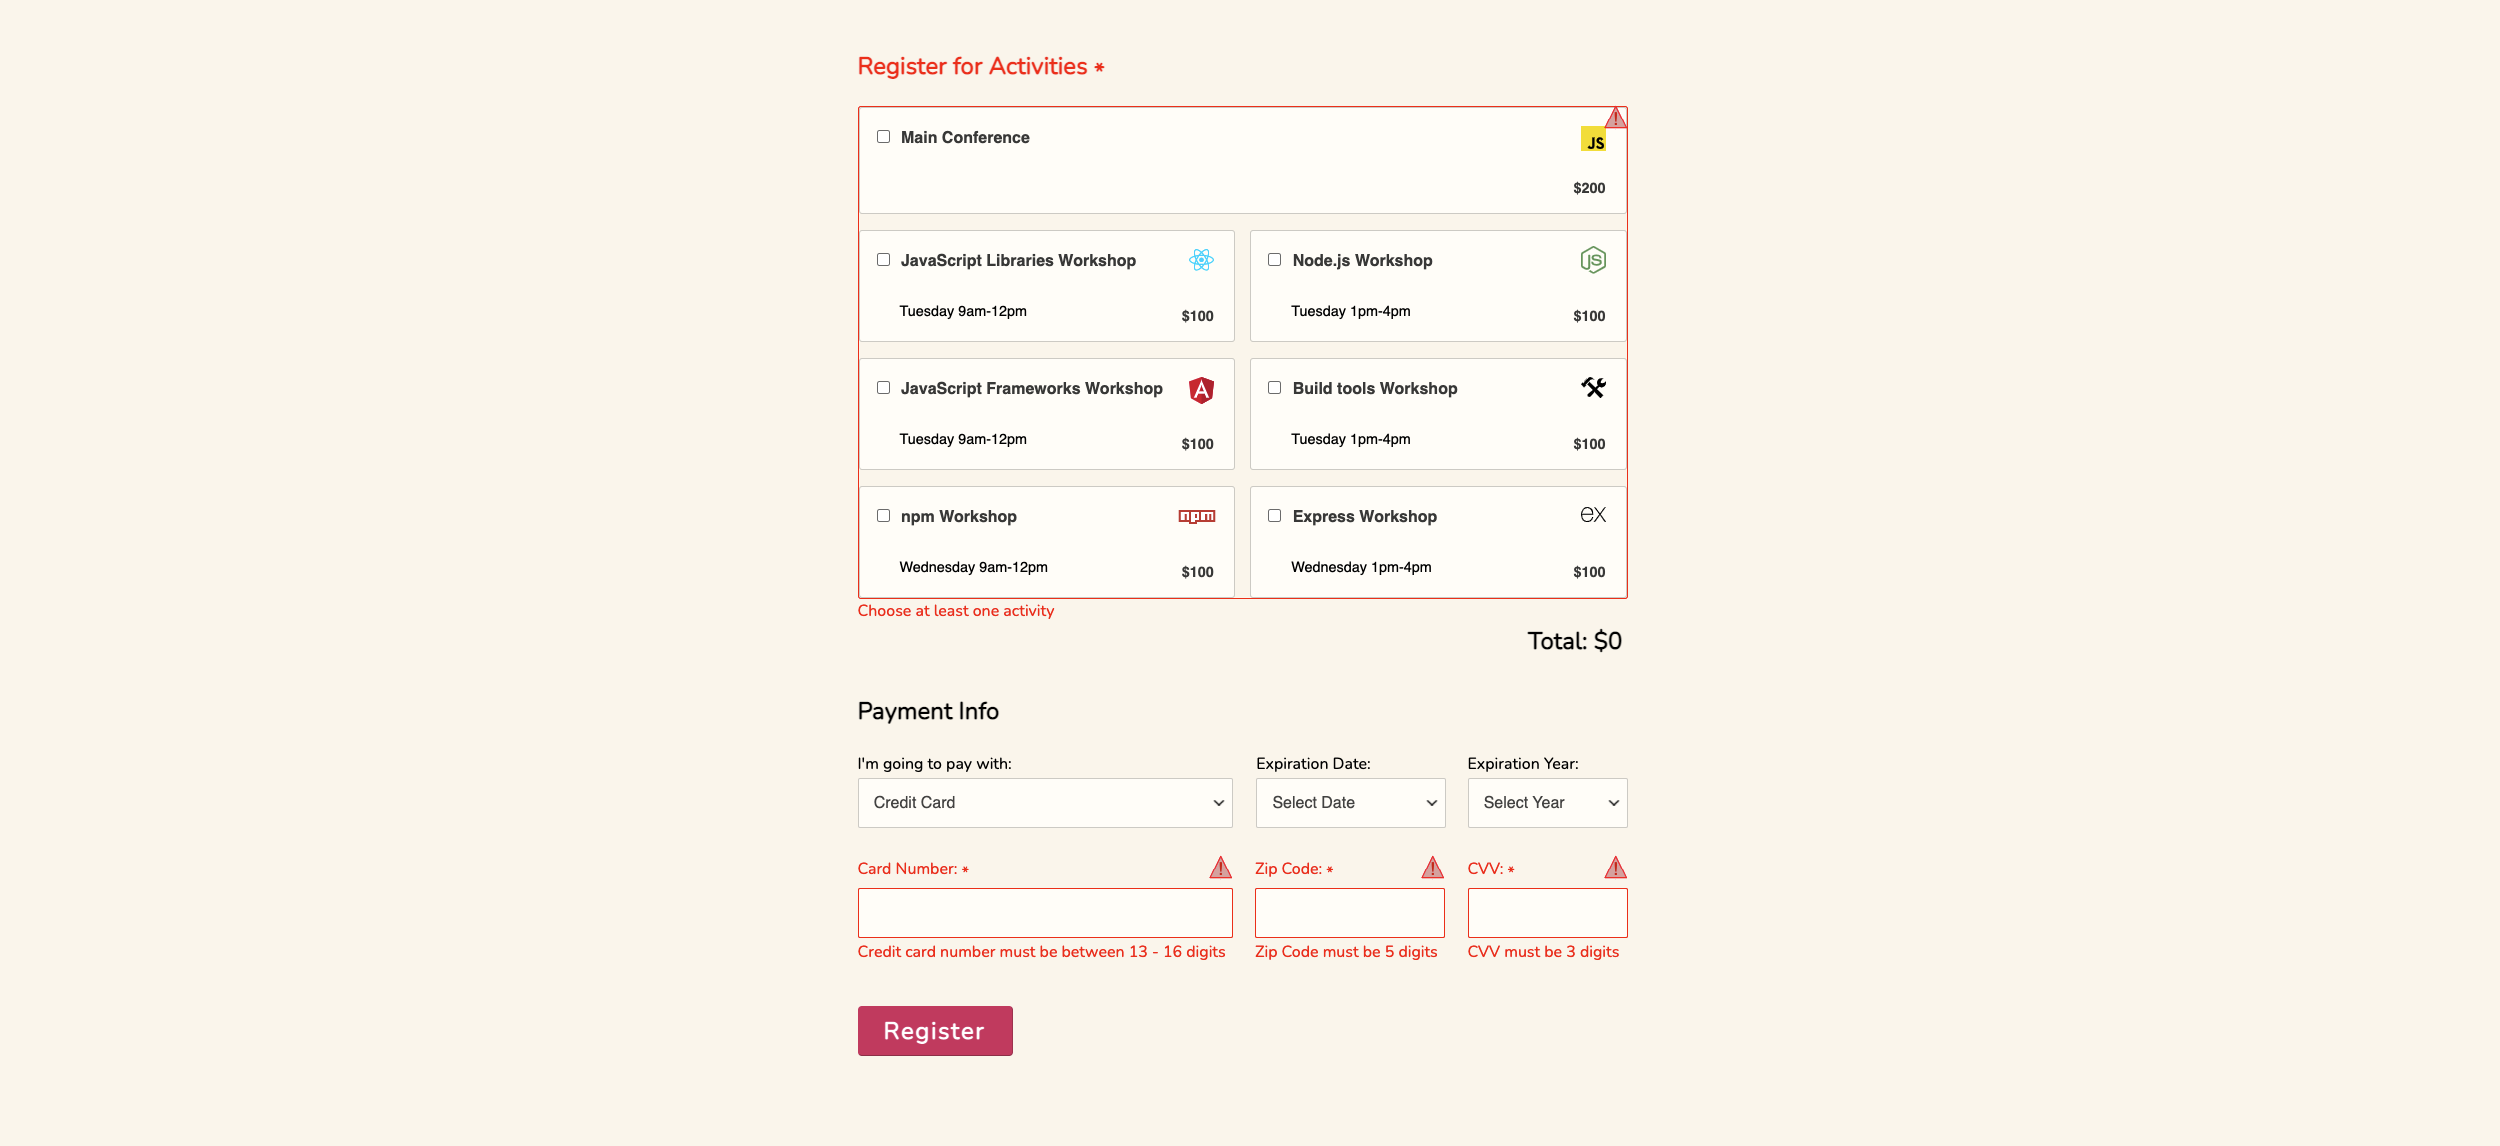 Register for Activities *
Main Conference
JS
$200
JavaScript Libraries Workshop
Tuesday 9am-12pm
$100
Node.js Workshop
JS
Tuesday 1pm-4pm
$100
JavaScript Frameworks Workshop
A
Tuesday 9am-12pm
$100
Build tools Workshop
Tuesday 1pm-4pm
$100
npm Workshop
npm
Wednesday 9am-12pm
$100
Express Workshop
ex
Wednesday 1pm-4pm
$100
Choose at least one activity
Total: $0
Payment Info
I'm going to pay with:
Credit Card
Expiration Date:
Select Date
Expiration Year:
Select Year
Card Number: *
Credit card number must be between 13 - 16 digits
Zip Code: *
Zip Code must be 5 digits
CVV: *
CVV must be 3 digits
Register